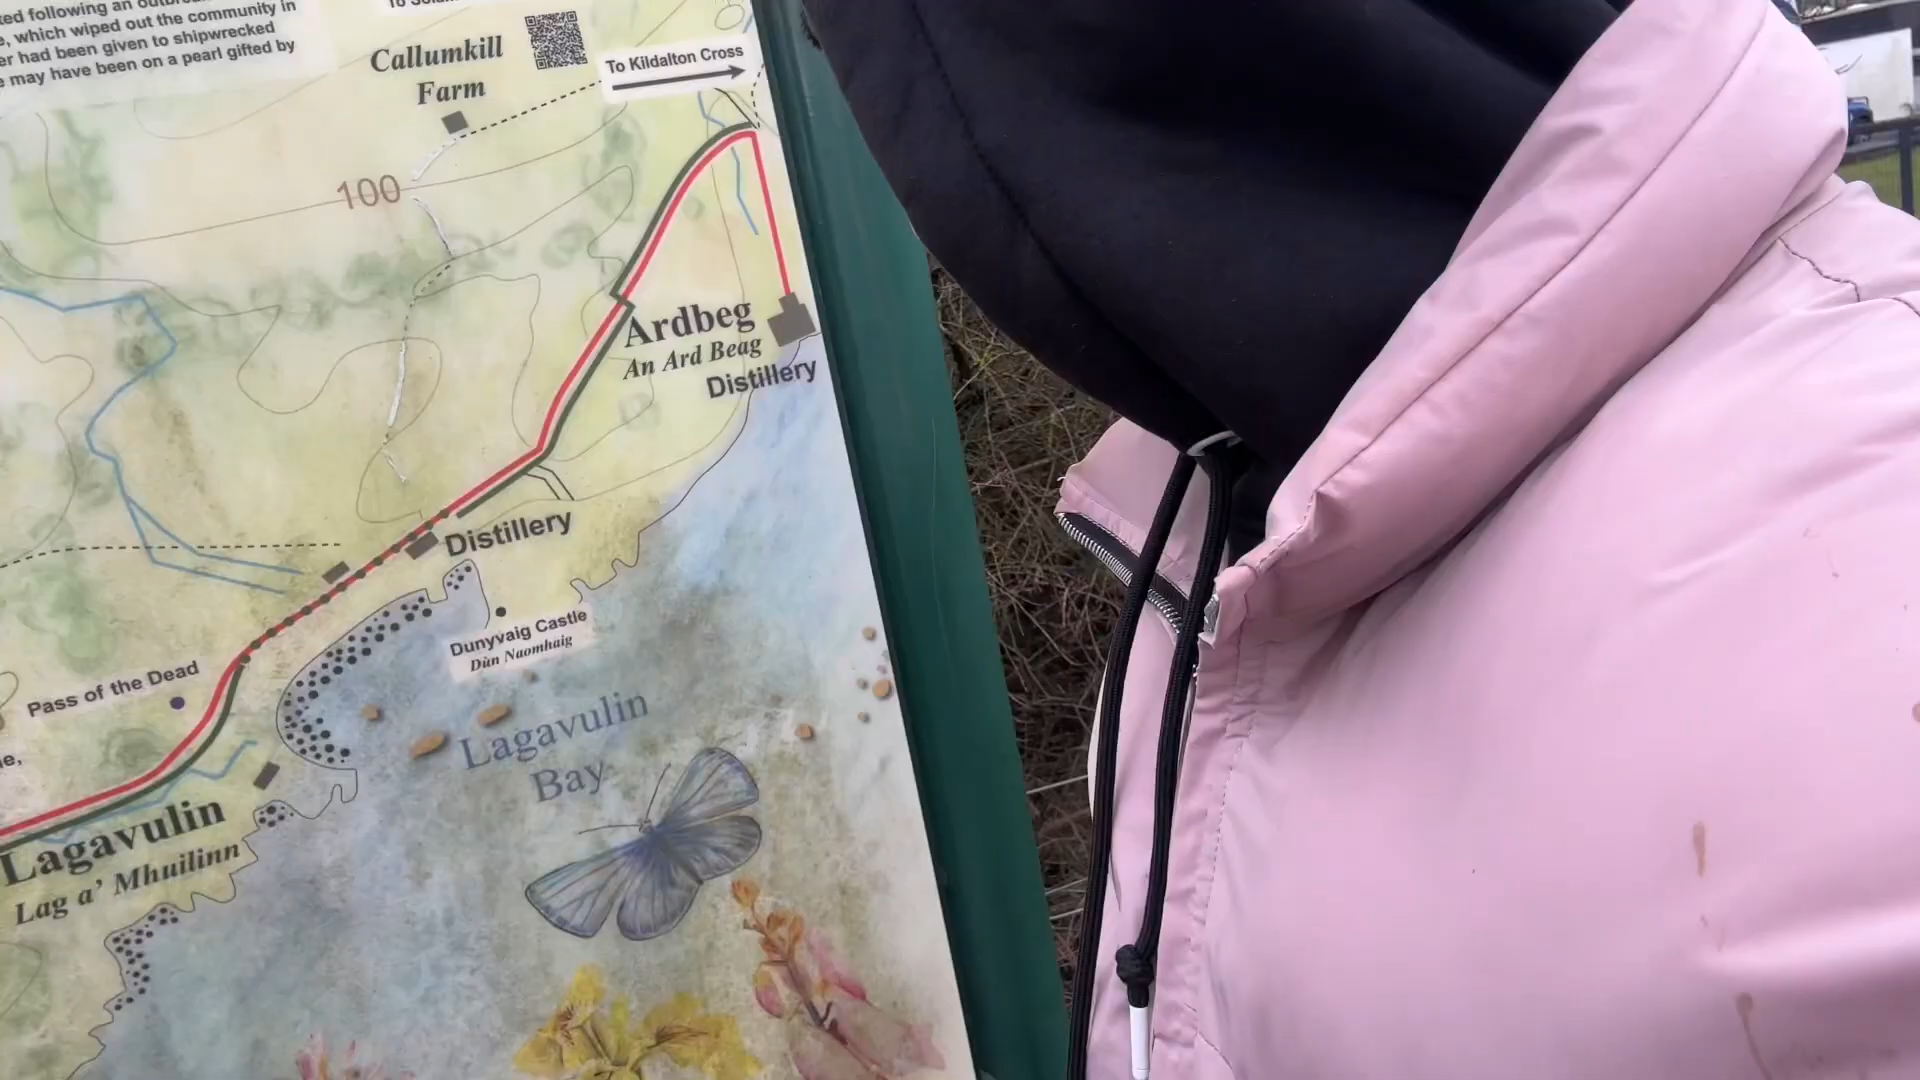 following an
, which wiped out the community in
er had been given to shipwrecked
may have been on a pearl gifted by
To
Callumkill
Farm
To Kildalton Cross
100
Ardbeg
An Ard Beag
Distillery
Distillery
Dunyvaig Castle
Dùn Naomhaig
Pass of the Dead
Lagavulin
Bay
Lagavulin
Lag a' Mhuilinn